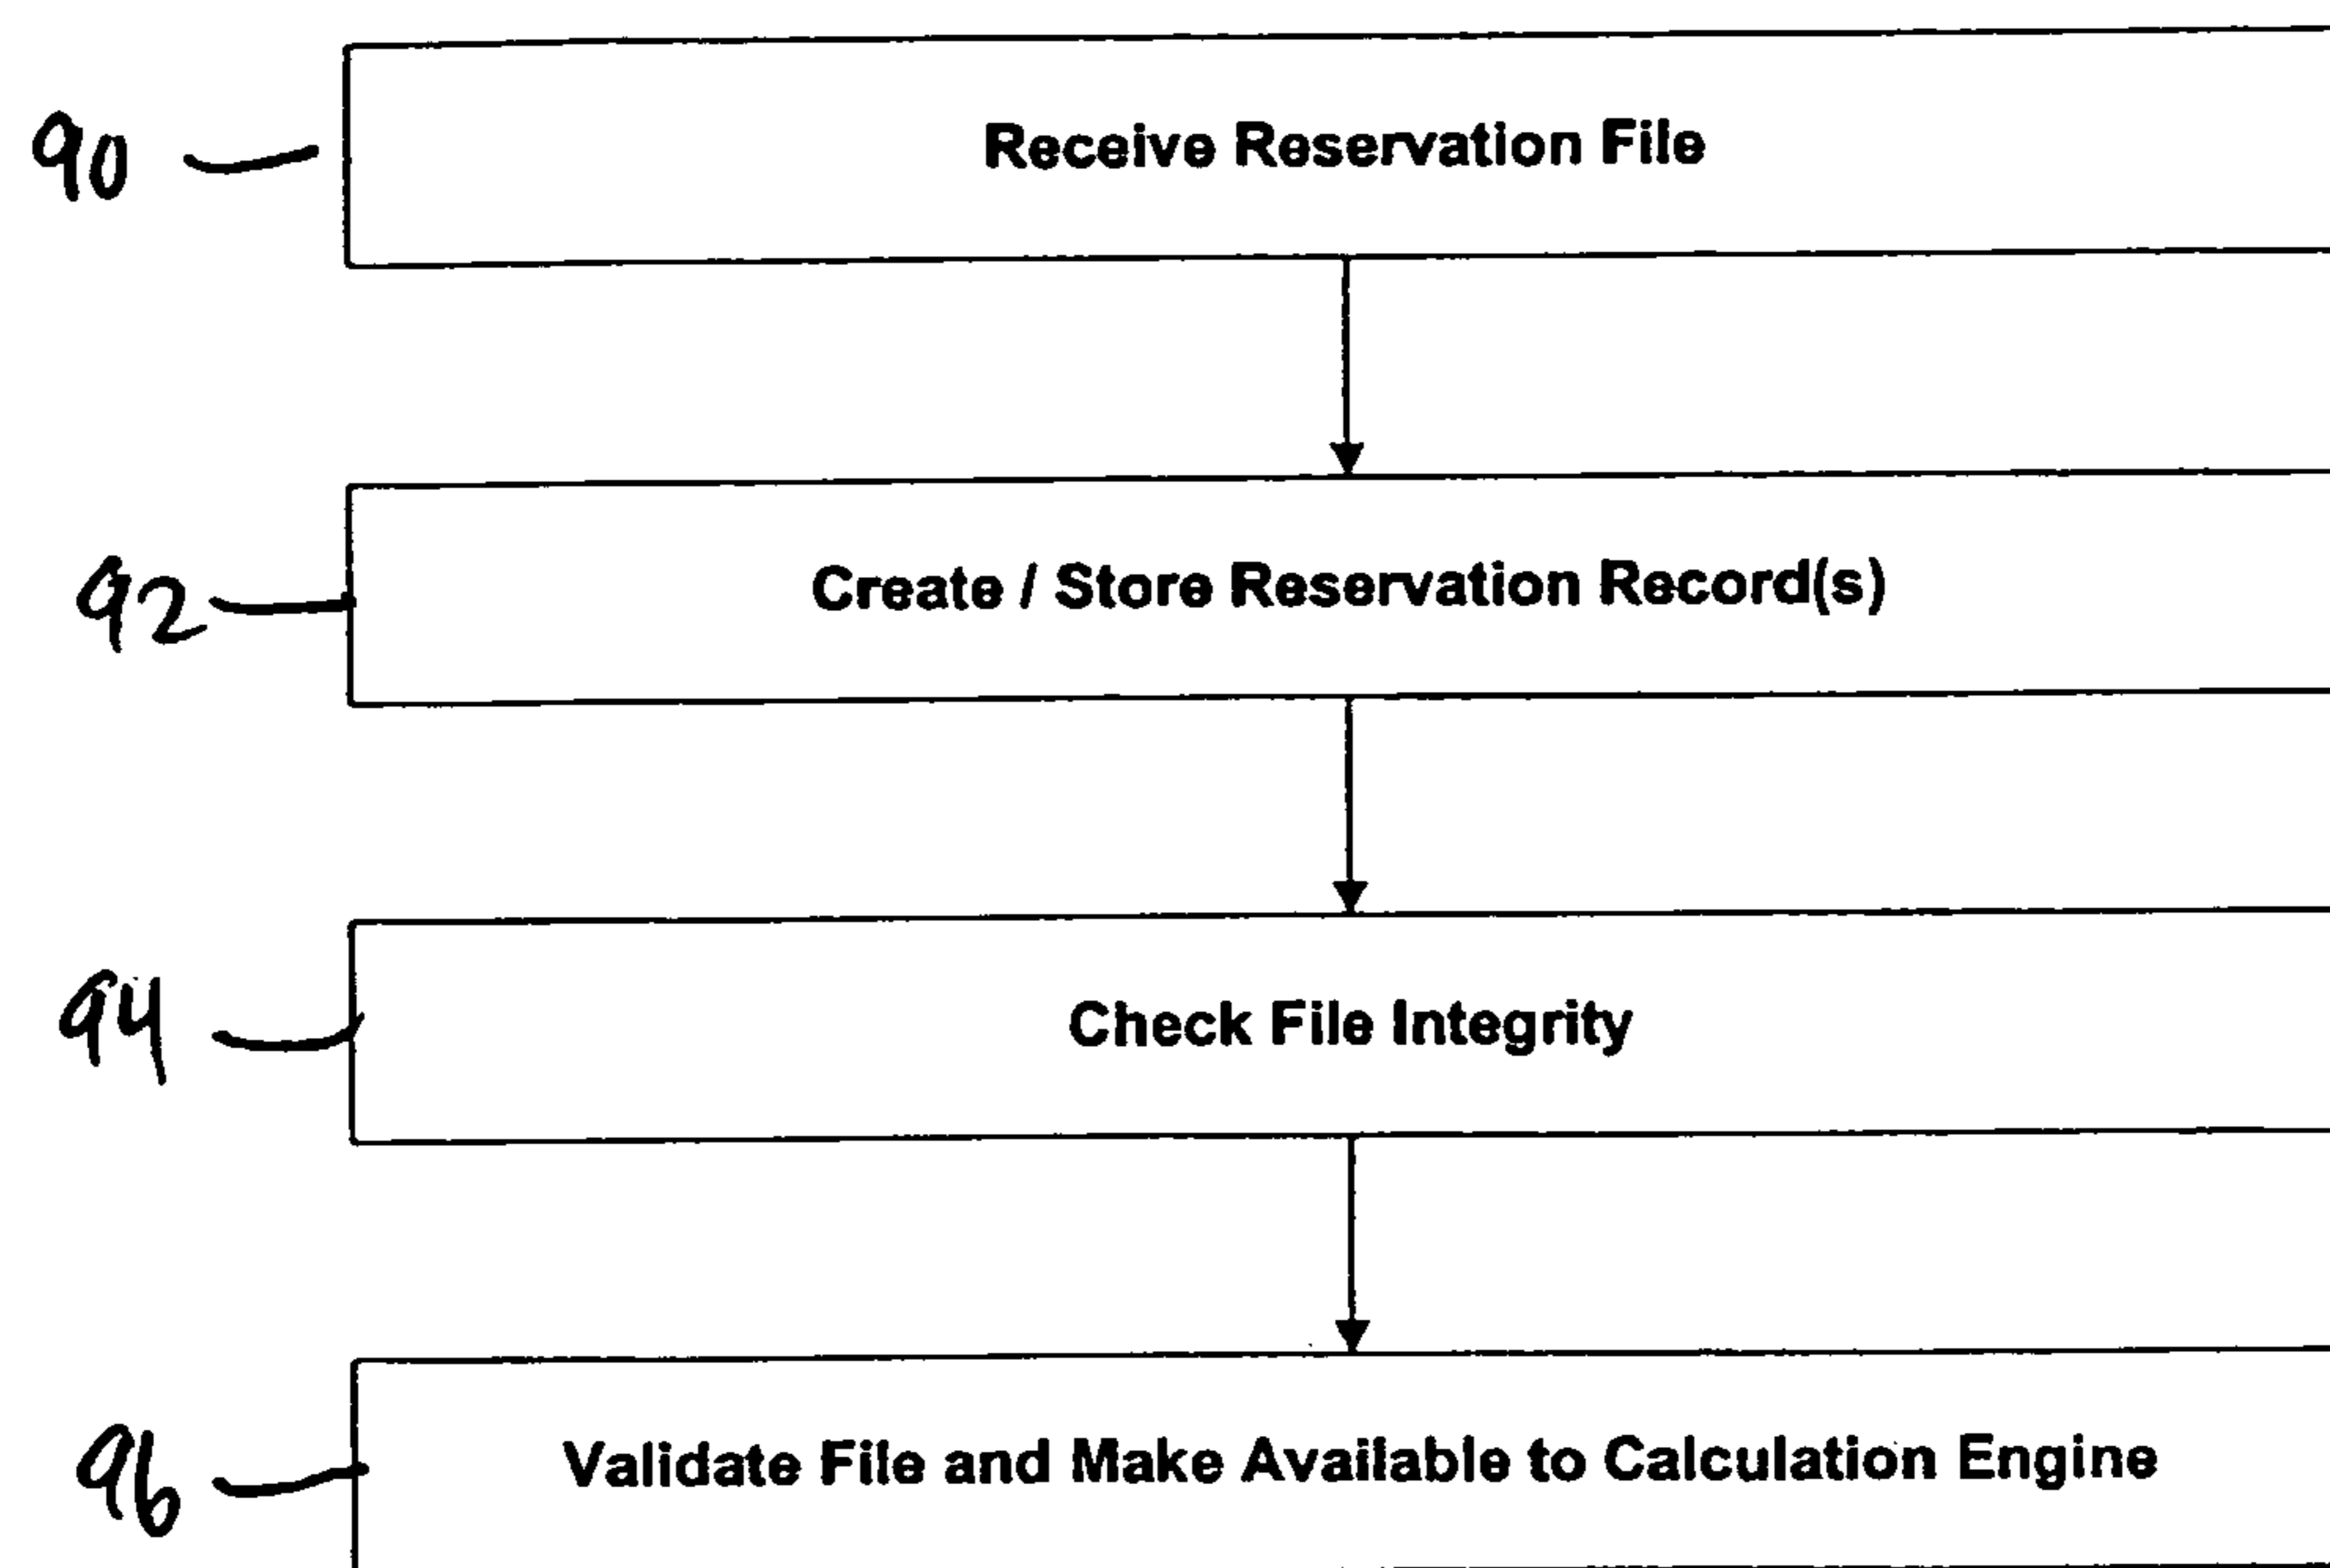 90 Receive Reservation File
92 Create / Store Reservation Record(s)
94 Check File Integrity
96 Validate File and Make Available to Calculation Engine